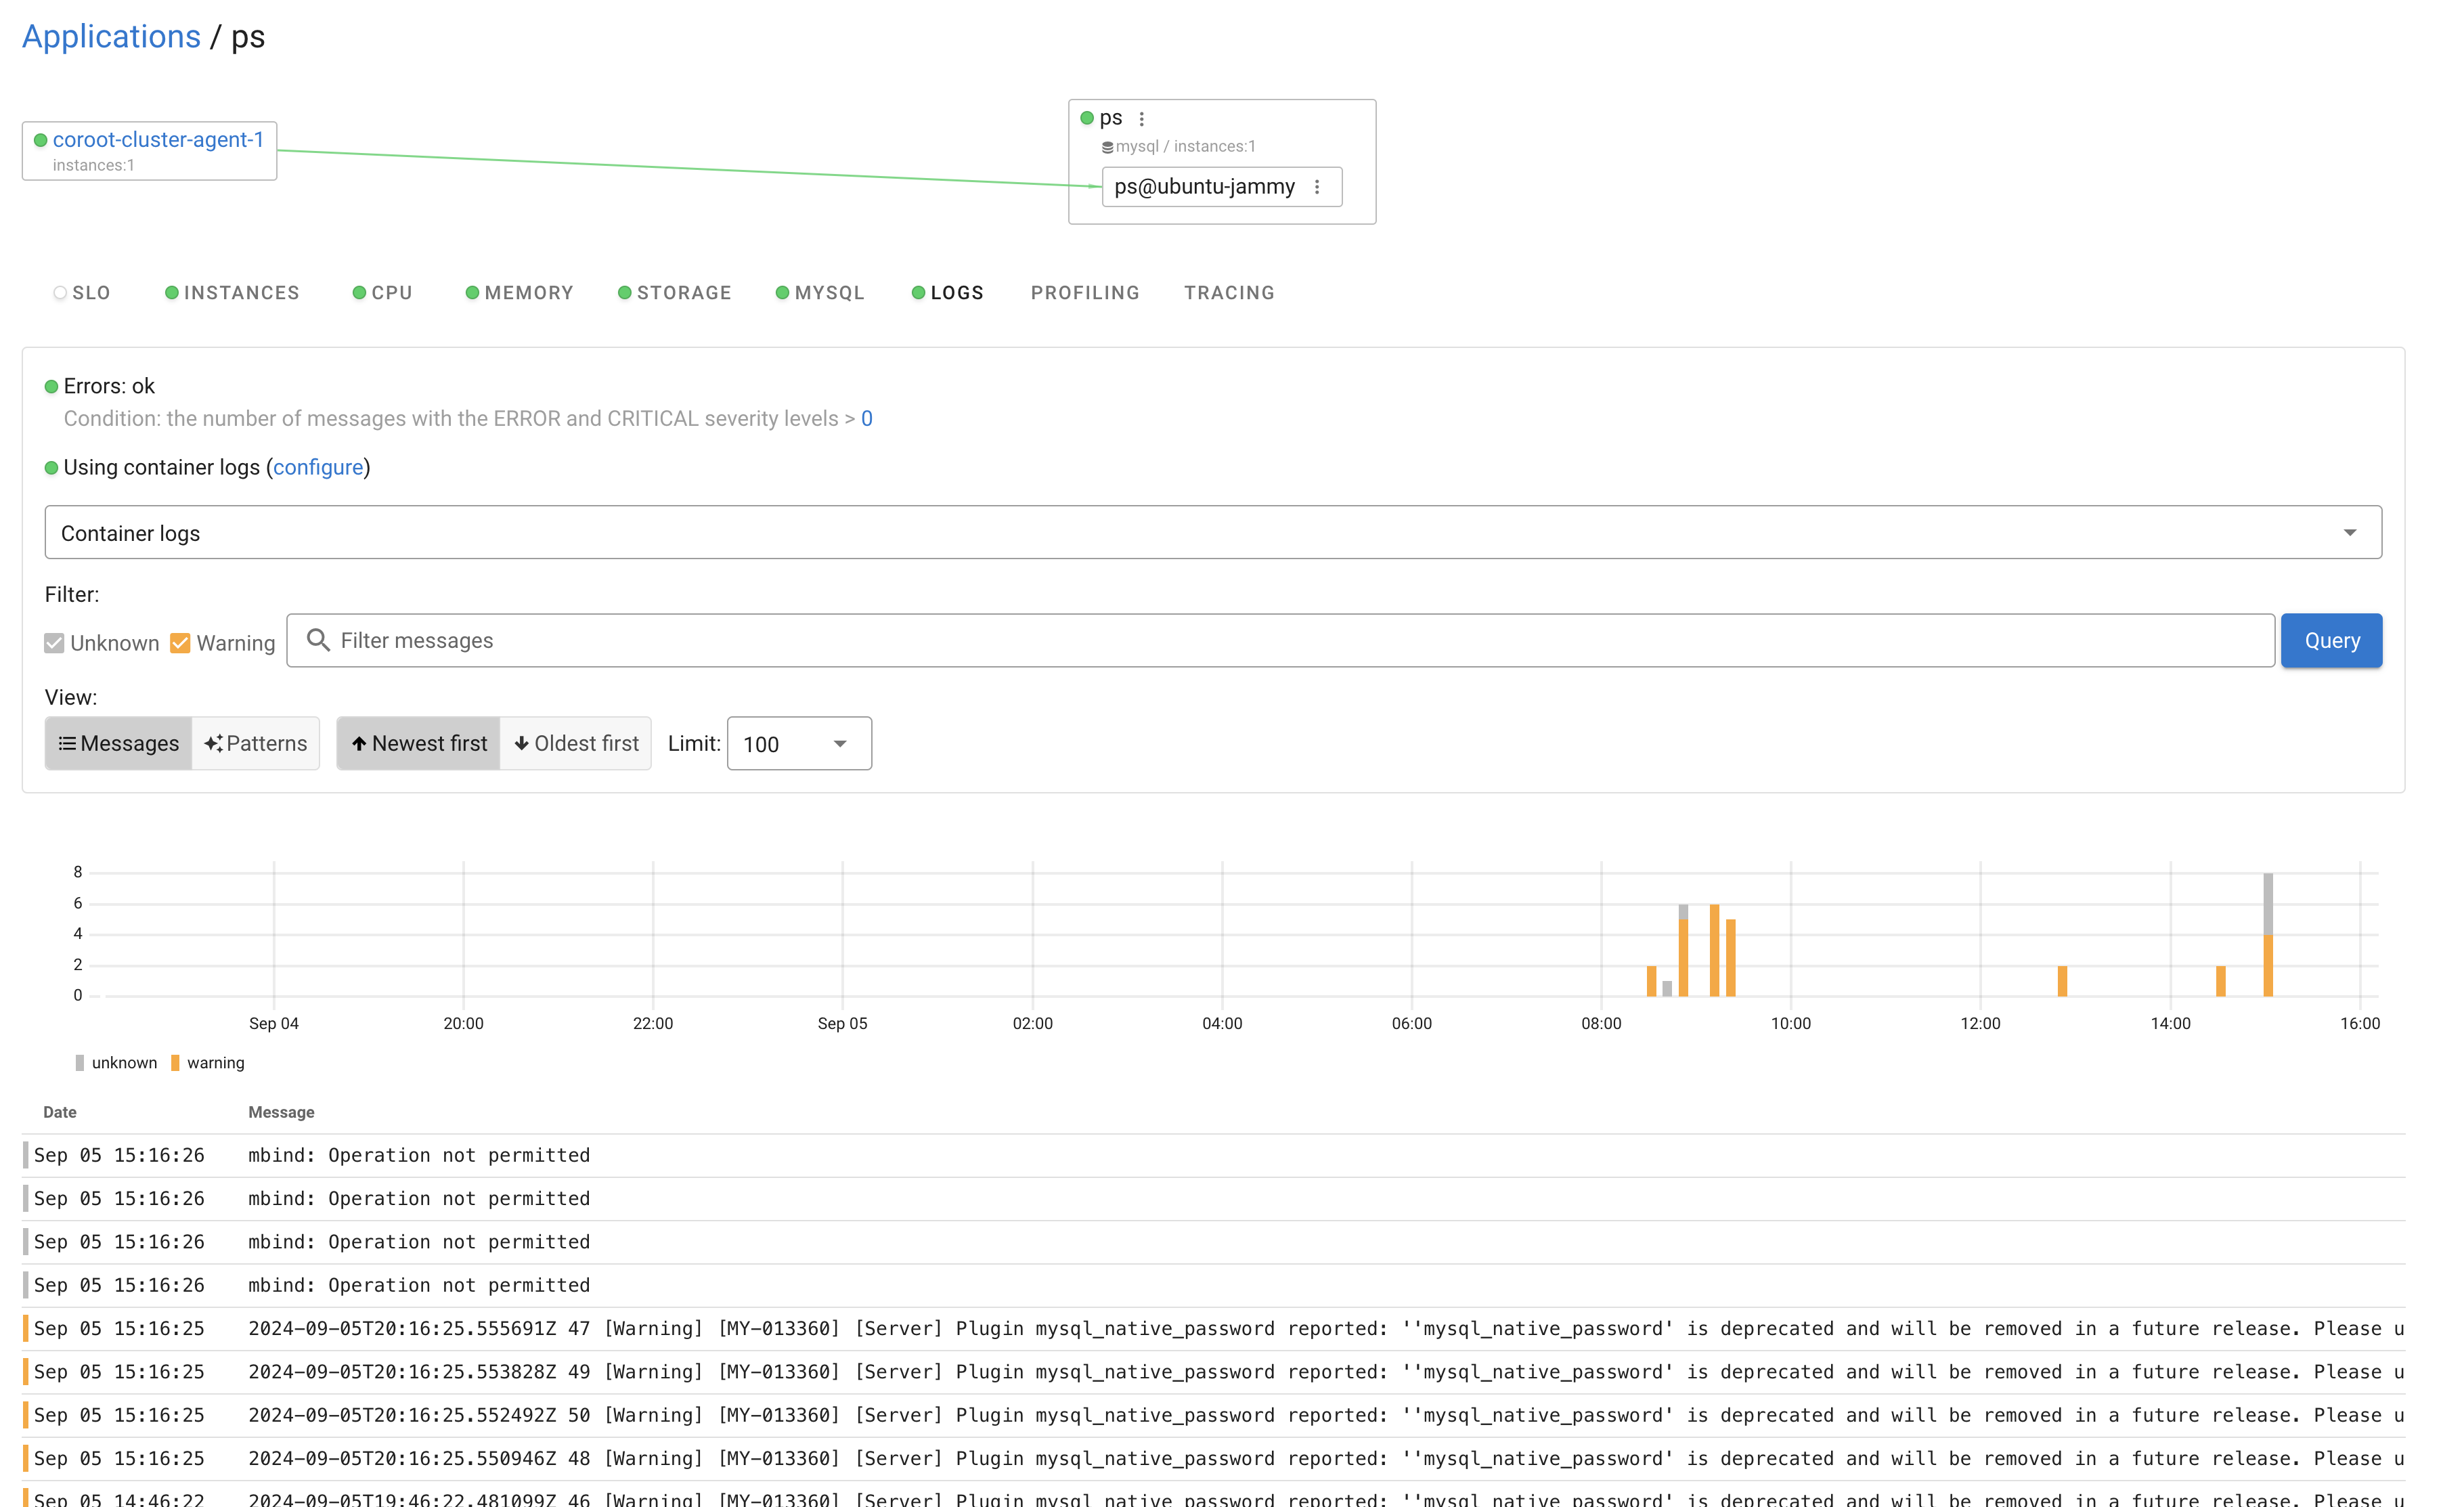 Applications / ps
coroot-cluster-agent-1
instances:1
ps
mysql / instances:1
ps@ubuntu-jammy
SLO INSTANCES CPU MEMORY STORAGE MYSQL LOGS PROFILING TRACING
Errors: ok
Condition: the number of messages with the ERROR and CRITICAL severity levels > 0
Using container logs (configure)
Container logs
Filter:
Unknown Warning Filter messages Query
View:
Messages Patterns Newest first Oldest first Limit: 100
8
6
4
2
0
Sep 04 20:00 22:00 Sep 05 02:00 04:00 06:00 08:00 10:00 12:00 14:00 16:00
unknown warning
Date Message
Sep 05 15:16:26 mbind: Operation not permitted
Sep 05 15:16:26 mbind: Operation not permitted
Sep 05 15:16:26 mbind: Operation not permitted
Sep 05 15:16:26 mbind: Operation not permitted
Sep 05 15:16:25 2024-09-05T20:16:25.555691Z 47 [Warning] [MY-013360] [Server] Plugin mysql_native_password reported: ''mysql_native_password' is deprecated and will be removed in a future release. Please u
Sep 05 15:16:25 2024-09-05T20:16:25.553828Z 49 [Warning] [MY-013360] [Server] Plugin mysql_native_password reported: ''mysql_native_password' is deprecated and will be removed in a future release. Please u
Sep 05 15:16:25 2024-09-05T20:16:25.552492Z 50 [Warning] [MY-013360] [Server] Plugin mysql_native_password reported: ''mysql_native_password' is deprecated and will be removed in a future release. Please u
Sep 05 15:16:25 2024-09-05T20:16:25.550946Z 48 [Warning] [MY-013360] [Server] Plugin mysql_native_password reported: ''mysql_native_password' is deprecated and will be removed in a future release. Please u
Sep 05 14:46:22 2024-09-05T19:46:22.481099Z 46 [Warning] [MY-013360] [Server] Plugin mysql_native_password reported: ''mysql_native_password' is deprecated and will be removed in a future release. Please u